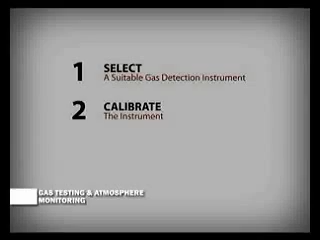 1 SELECT
A Suitable Gas Detection Instrument
2 CALIBRATE
The Instrument
GAS TESTING & ATMOSPHERE
MONITORING